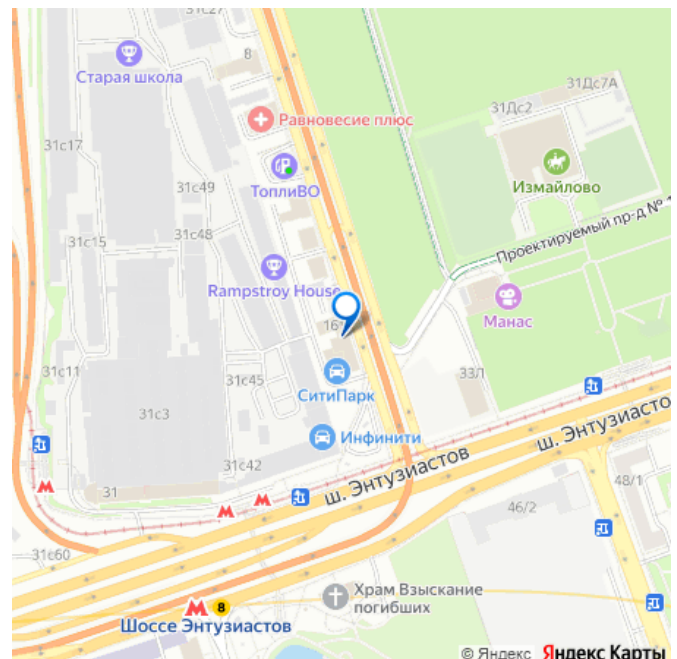 31с27
8
Старая школа
31Дс7А
31Дс2
Равновесие плюс
31с17
ТоплиВО
31с49
Измайлово
31с48
31с15
Проектируемый пр-д №
Rampstroy House
Манас
16
31с11
33Л
31с45
СитиПарк
31с3
Инфинити
ш. Энтузиасто
31с42
ш. Энтузиастов
48/1
31
46/2
31с60
Храм Взыскание
погибших
8
Шоссе Энтузиастов
© Яндекс Яндекс Карты